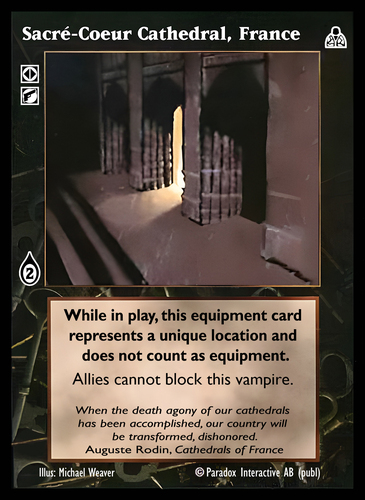 Sacré-Coeur Cathedral, France
2
While in play, this equipment card
represents a unique location and
does not count as equipment.
Allies cannot block this vampire.
When the death agony of our cathedrals
has been accomplished, our country will
be transformed, dishonored.
Auguste Rodin, Cathedrals of France
Illus: Michael Weaver
© Paradox Interactive AB (publ)